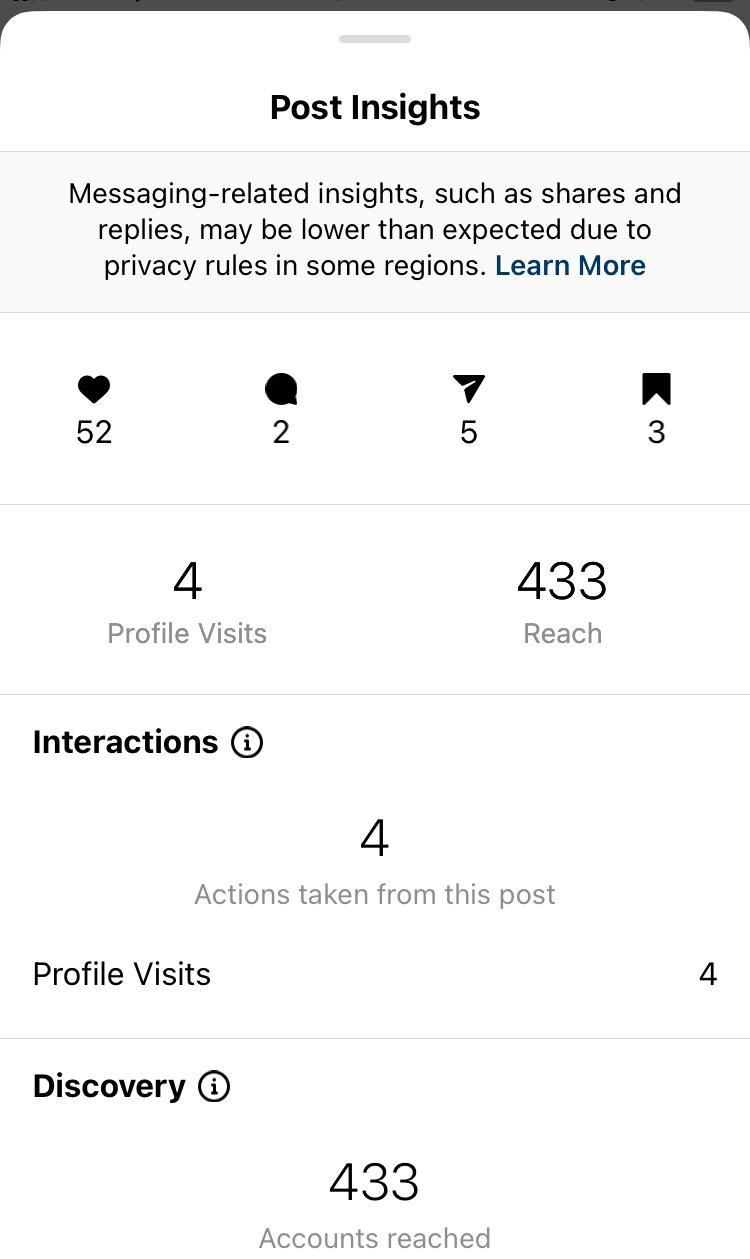 Post Insights
Messaging-related insights, such as shares and
replies, may be lower than expected due to
privacy rules in some regions. Learn More
52 2 5 3
4 433
Profile Visits Reach
Interactions
4
Actions taken from this post
Profile Visits 4
Discovery
433
Accounts reached